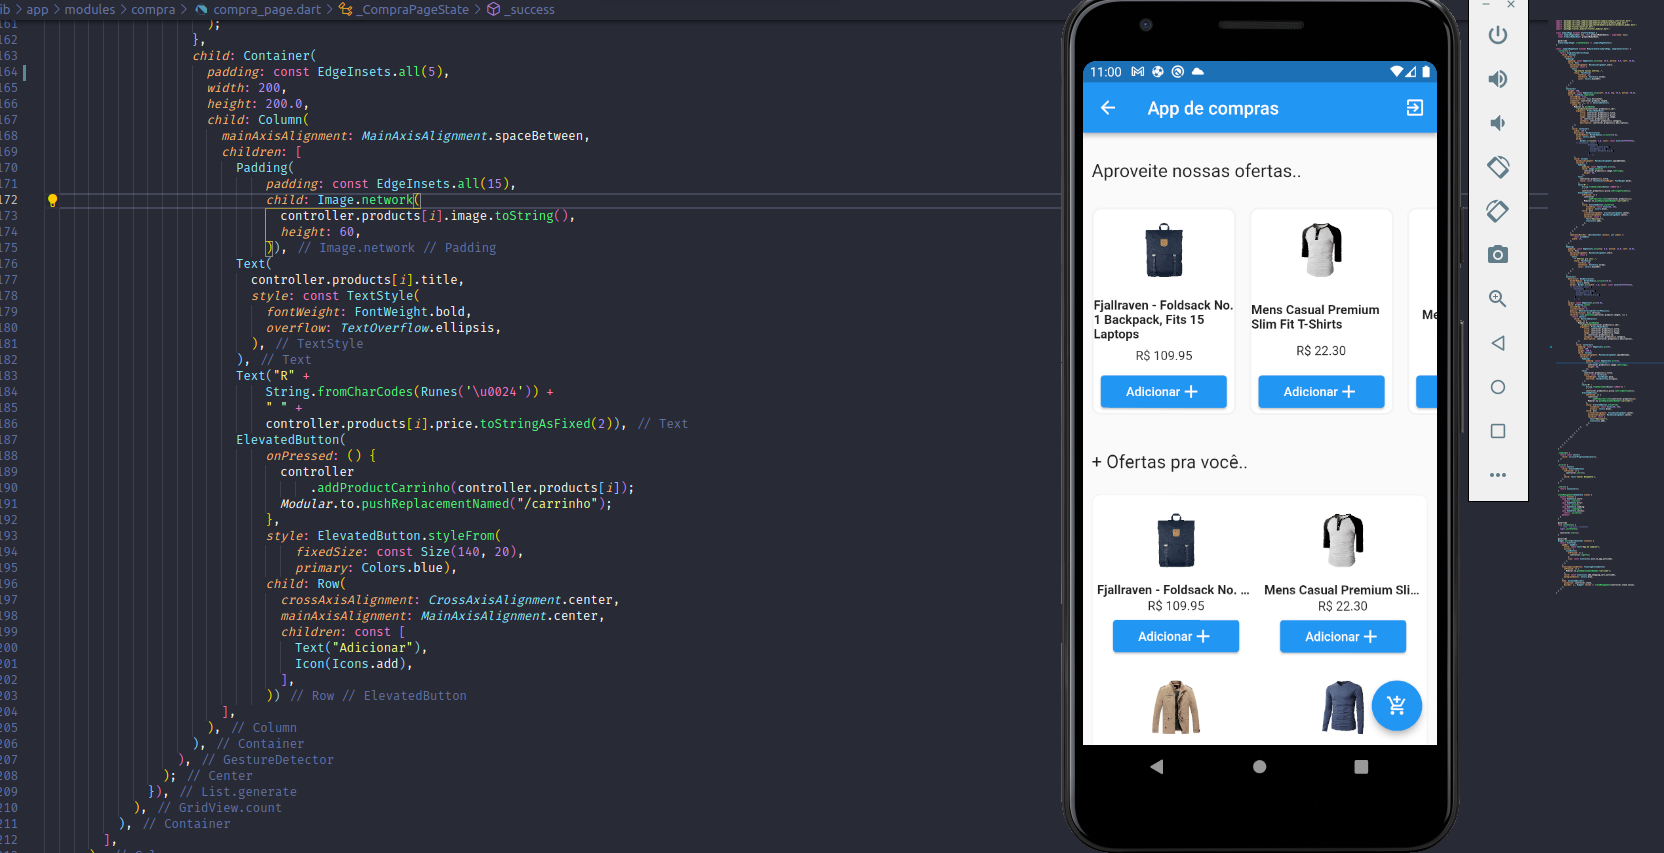 ib > app > modules > compra > compra_page.dart > _CompraPageState > _success
161 );
162 },
163 child: Container(
164 padding: const EdgeInsets.all(5),
165 width: 200,
166 height: 200.0,
167 child: Column(
168 mainAxisAlignment: MainAxisAlignment.spaceBetween,
169 children: [
170 Padding(
171 padding: const EdgeInsets.all(15),
172 child: Image.network(
173 controller.products[i].image.toString(),
174 height: 60,
175 )), // Image.network // Padding
176 Text(
177 controller.products[i].title,
178 style: const TextStyle(
179 fontWeight: FontWeight.bold,
180 overflow: TextOverflow.ellipsis,
181 ), // TextStyle
182 ), // Text
183 Text("R" +
184 String.fromCharCodes(Runes('\u0024')) +
185 " " +
186 controller.products[i].price.toStringAsFixed(2)), // Text
187 ElevatedButton(
188 onPressed: () {
189 controller
190 .addProductCarrinho(controller.products[i]);
191 Modular.to.pushReplacementNamed("/carrinho");
192 },
193 style: ElevatedButton.styleFrom(
194 fixedSize: const Size(140, 20),
195 primary: Colors.blue),
196 child: Row(
197 crossAxisAlignment: CrossAxisAlignment.center,
198 mainAxisAlignment: MainAxisAlignment.center,
199 children: const [
200 Text("Adicionar"),
201 Icon(Icons.add),
202 ],
203 )) // Row // ElevatedButton
204 ],
205 ), // Column
206 ), // Container
207 ), // GestureDetector
208 ); // Center
209 }), // List.generate
210 ), // GridView.count
211 ), // Container
212 ],
11:00
App de compras
Aproveite nossas ofertas..
Fjallraven - Foldsack No.
1 Backpack, Fits 15
Laptops
R$ 109.95
Adicionar +
Mens Casual Premium
Slim Fit T-Shirts
R$ 22.30
Adicionar +
Me
+ Ofertas pra você..
Fjallraven - Foldsack No. ...
R$ 109.95
Adicionar +
Mens Casual Premium Sli...
R$ 22.30
Adicionar +